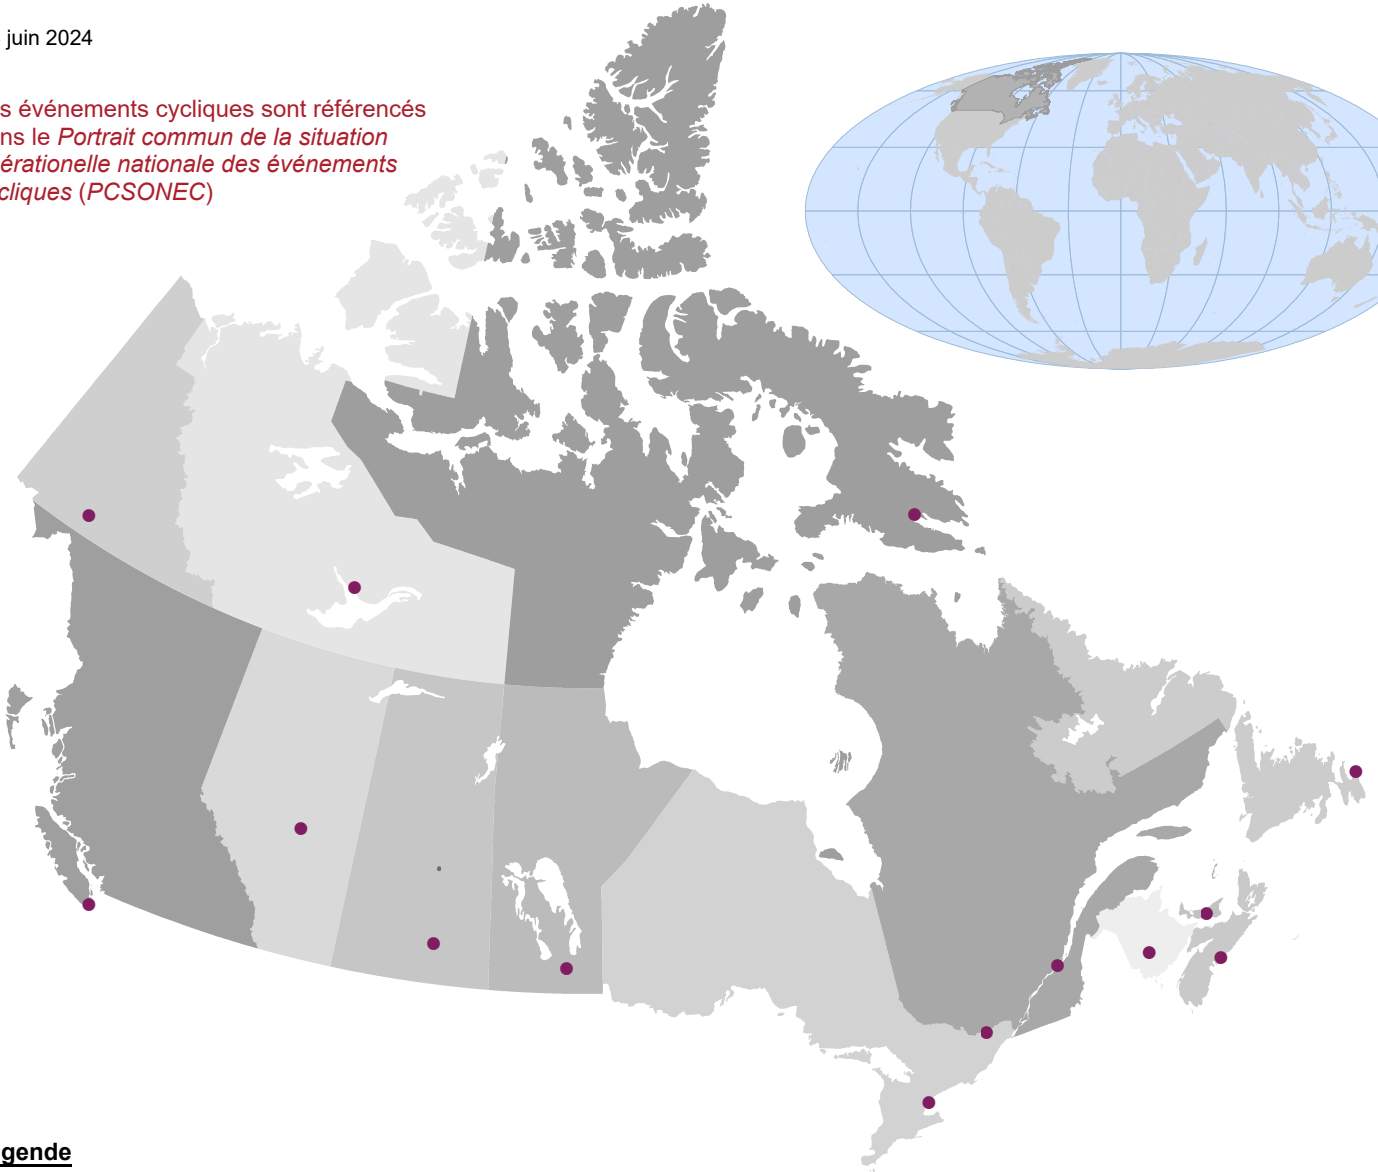 juin 2024
s événements cycliques sont référencés
ns le Portrait commun de la situation
érationelle nationale des événements
cliques (PCSONEC)
gende